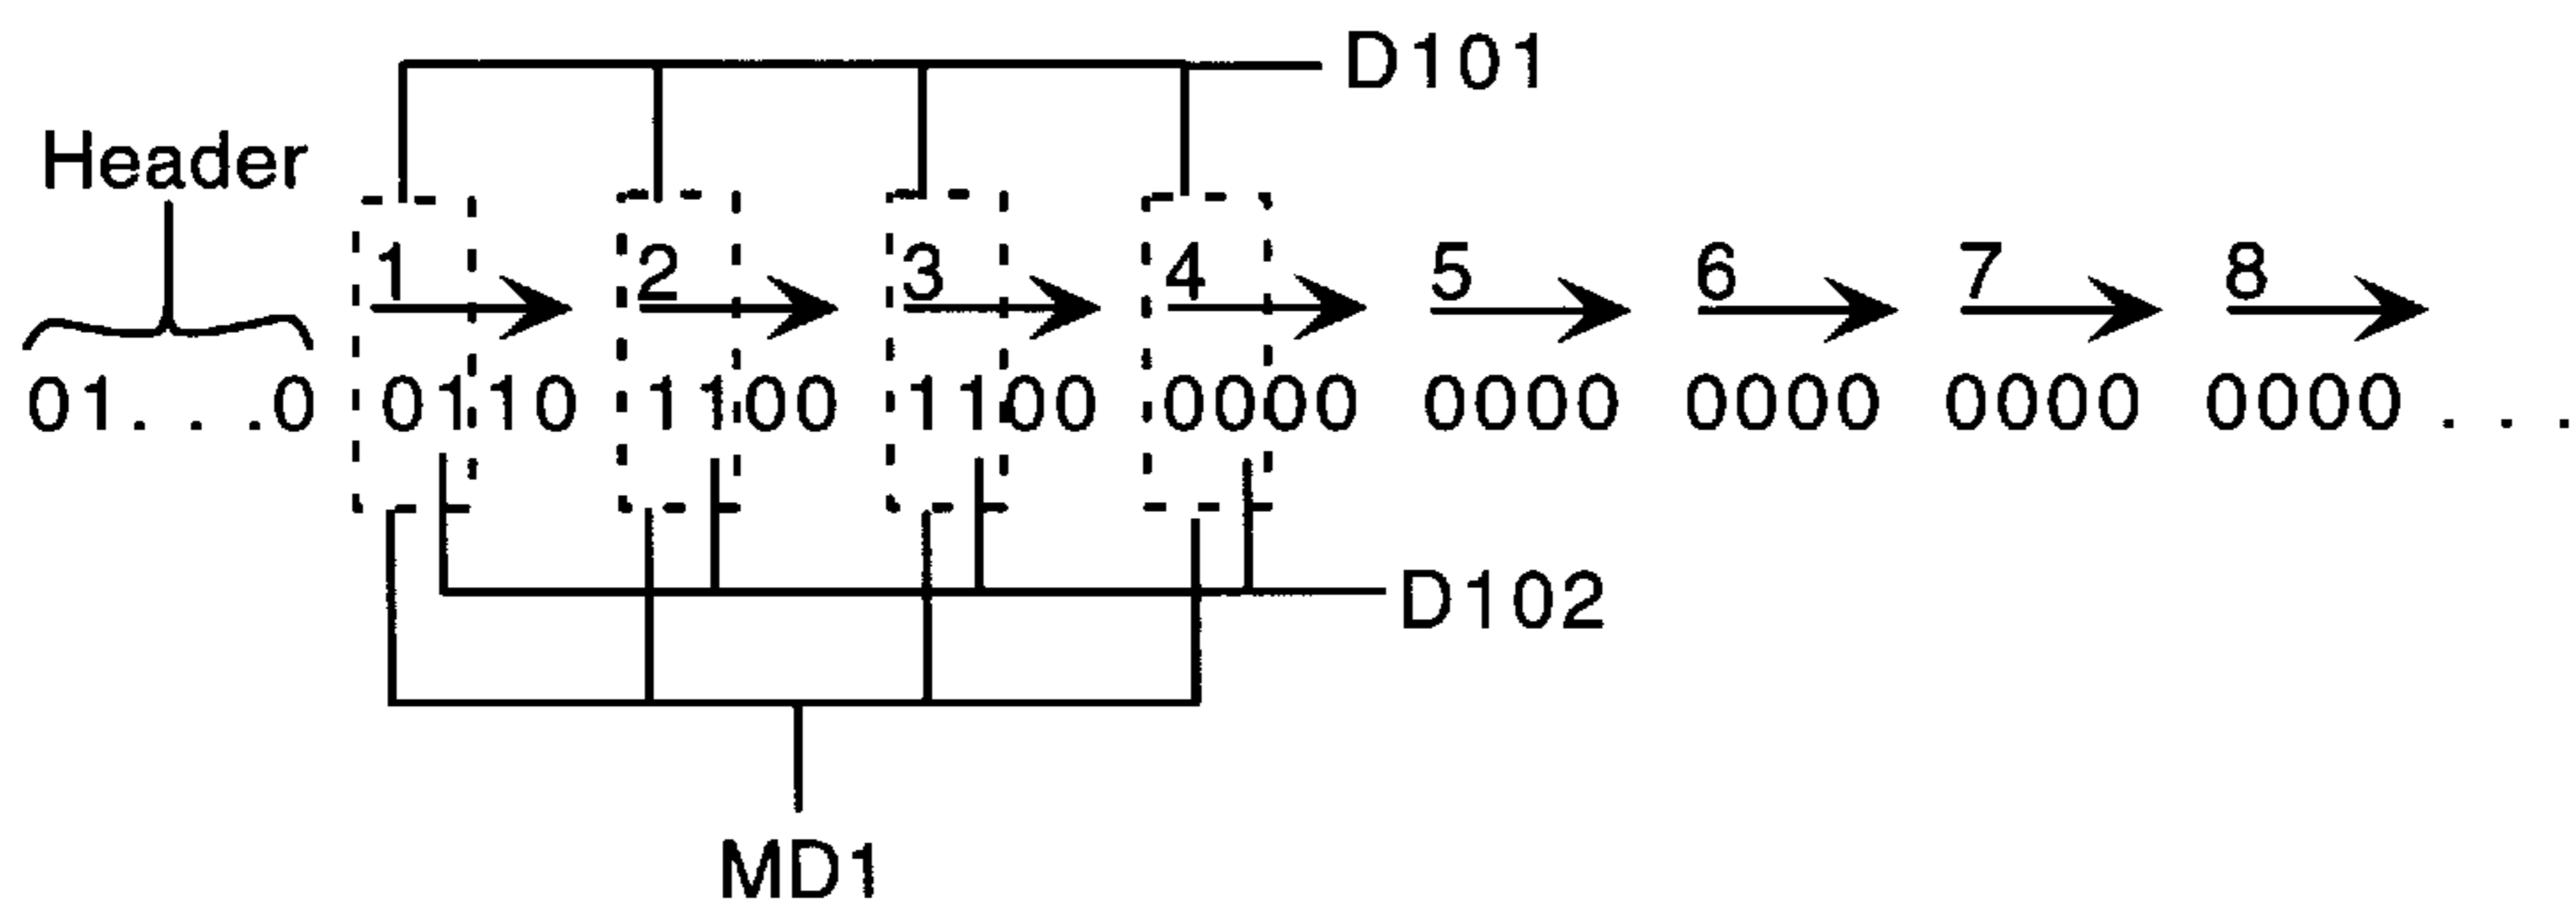 D101
Header
1 2 3 4 5 6 7 8
01. . .0 0110 1100 1100 0000 0000 0000 0000 0000 . . .
D102
MD1